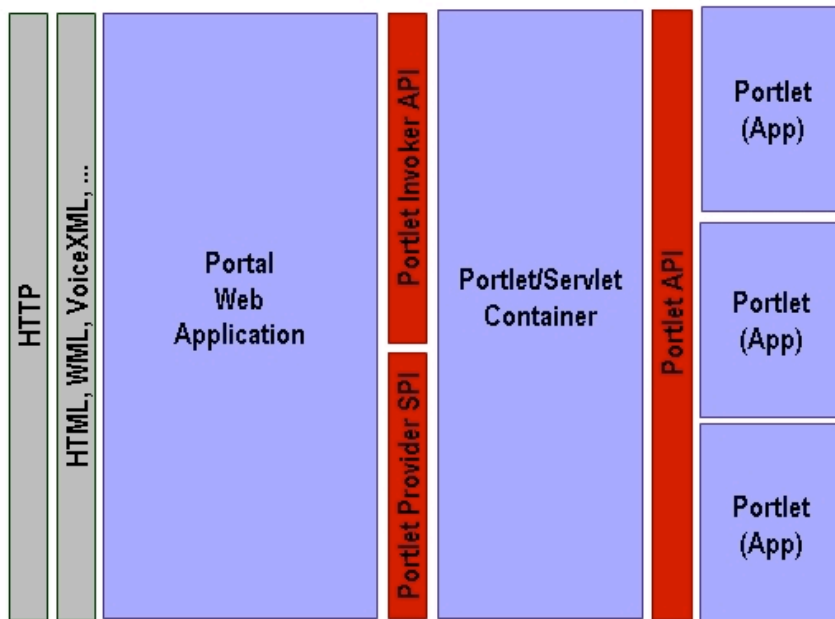 HTTP
HTML, WML, VoiceXML, ...
Portal
Web
Application
Portlet Invoker API
Portlet Provider SPI
Portlet/Servlet
Container
Portlet API
Portlet
(App)
Portlet
(App)
Portlet
(App)